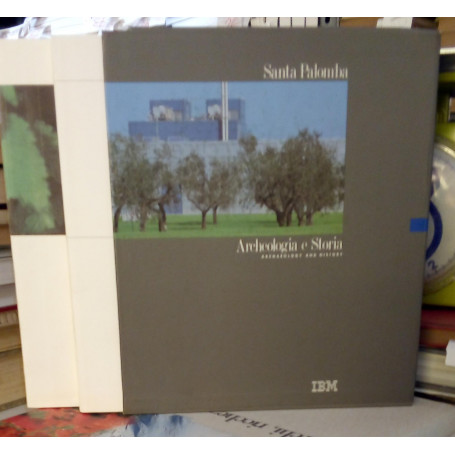 Santa Palomba
Archeologia e Storia
ARCHAEOLOGY AND HISTORY
IBM